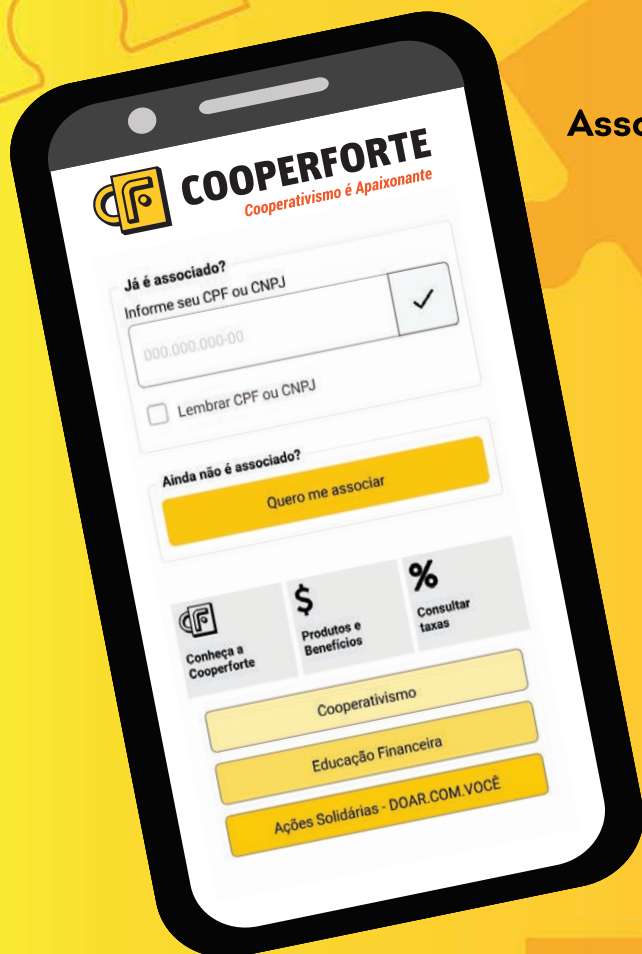 Asso
COOPERFORTE
Cooperativismo é Apaixonante
Já é associado?
Informe seu CPF ou CNPJ
000.000.000-00
Lembrar CPF ou CNPJ
Ainda não é associado?
Quero me associar
Conheça a
Cooperforte
$
Produtos e
Benefícios
%
Consultar
taxas
Cooperativismo
Educação Financeira
Ações Solidárias - DOAR.COM.VOCÊ